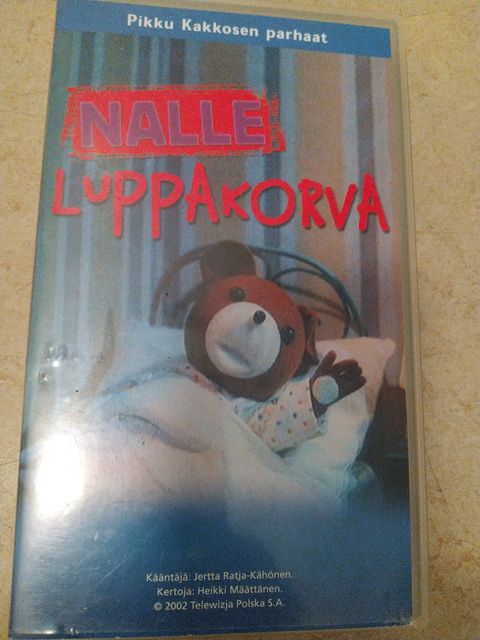 Pikku Kakkosen parhaat
NALLE
LUPPAKORVA
Kääntäjä: Jertta Ratja-Kähönen.
Kertoja: Heikki Määttänen.
© 2002 Telewizja Polska S.A.